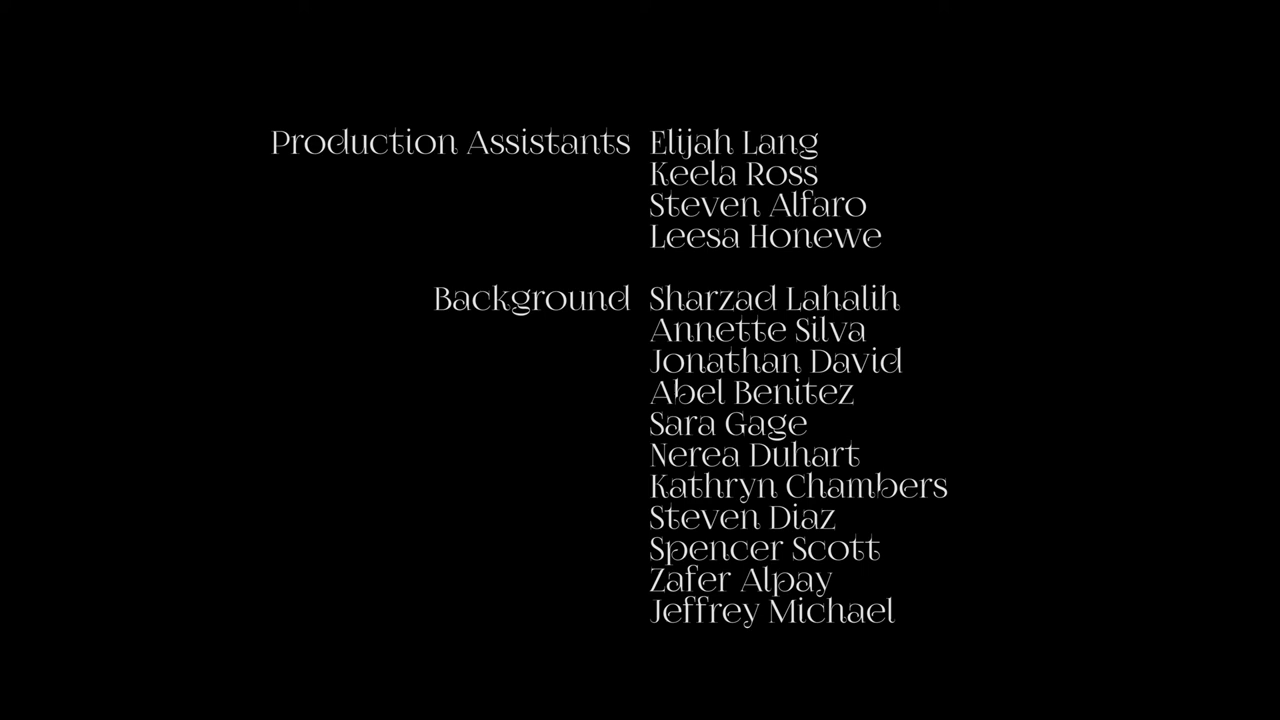 Production Assistants Elijah Lang
Keela Ross
Steven Alfaro
Leesa Honewe
Background Sharzad Lahalih
Annette Silva
Jonathan David
Abel Benitez
Sara Gage
Nerea Duhart
Kathryn Chambers
Steven Diaz
Spencer Scott
Zafer Alpay
Jeffrey Michael